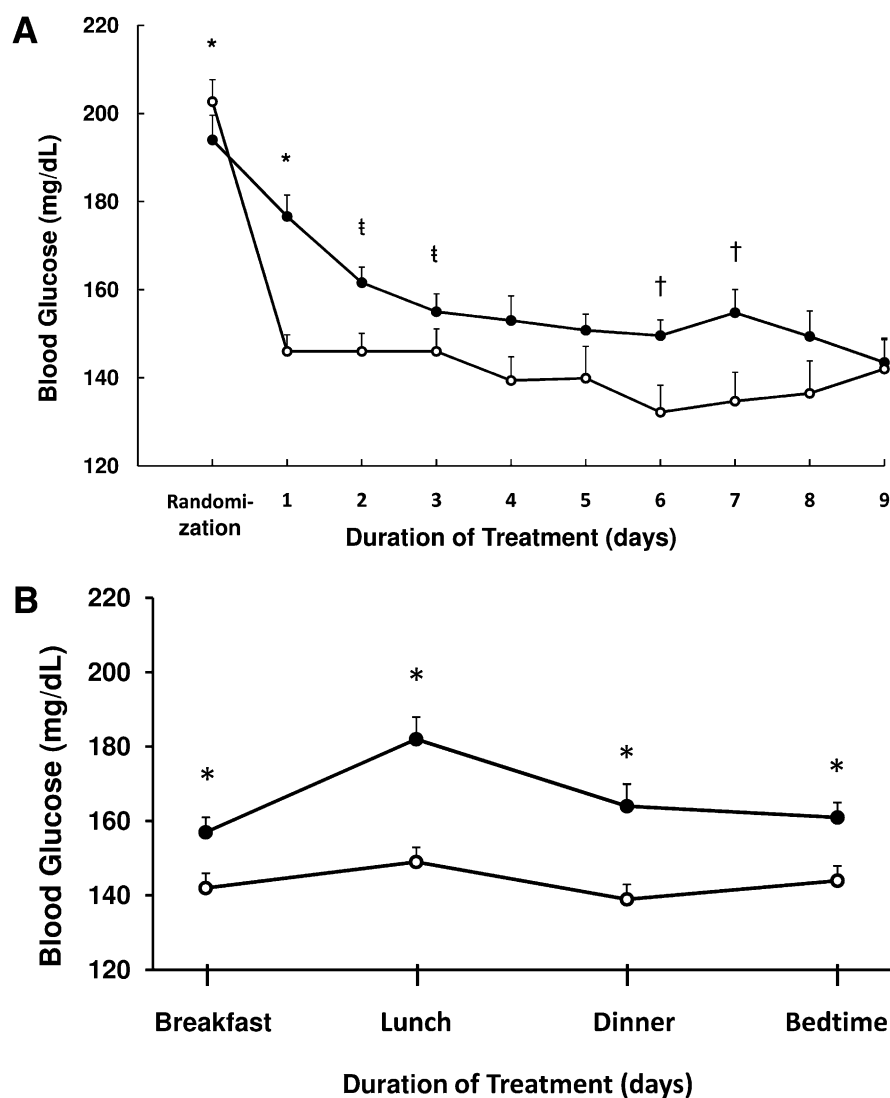 A
220
200
180
160
140
120
Blood Glucose (mg/dL)
*
*
ŧ
ŧ
†
†
Randomi-
zation
1 2 3 4 5 6 7 8 9
Duration of Treatment (days)
B
220
200
180
160
140
120
Blood Glucose (mg/dL)
*
*
*
*
Breakfast Lunch Dinner Bedtime
Duration of Treatment (days)